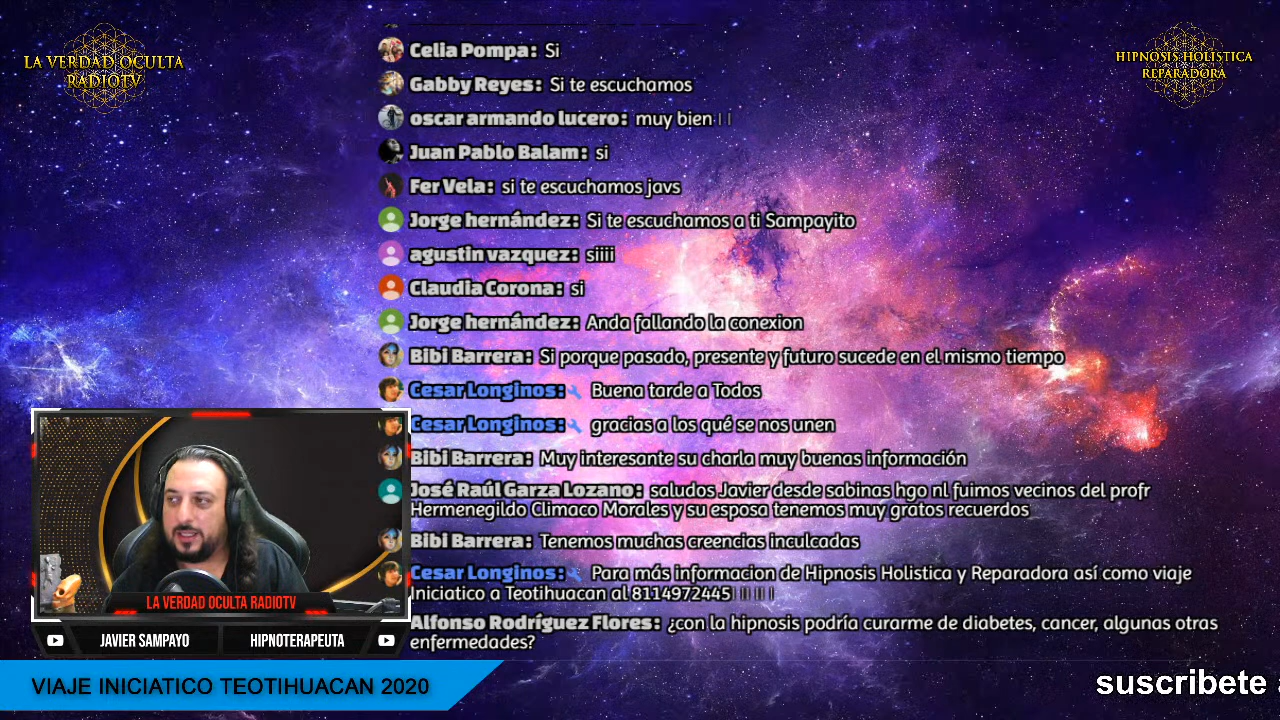 LA VERDAD OCULTA
RADIOTV
HIPNOSIS HOLISTICA
REPARADORA
Celia Pompa: Si
Gabby Reyes: Si te escuchamos
oscar armando lucero: muy bien
Juan Pablo Balam: si
Fer Vela: si te escuchamos javs
Jorge hernández: Si te escuchamos a ti Sampayito
agustin vazquez: siiii
Claudia Corona: si
Jorge hernández: Anda fallando la conexion
Bibi Barrera: Si porque pasado, presente y futuro sucede en el mismo tiempo
Cesar Longinos: Buena tarde a Todos
Cesar Longinos: gracias a los qué se nos unen
Bibi Barrera: Muy interesante su charla muy buenas información
José Raúl Garza Lozano: saludos Javier desde sabinas hgo nl fuimos vecinos del profr
Hermenegildo Climaco Morales y su esposa tenemos muy gratos recuerdos
Bibi Barrera: Tenemos muchas creencias inculcadas
Cesar Longinos: Para más informacion de Hipnosis Holistica y Reparadora así como viaje
Iniciatico a Teotihuacan al 8114972445
Alfonso Rodríguez Flores: ¿con la hipnosis podría curarme de diabetes, cancer, algunas otras
enfermedades?
LA VERDAD OCULTA RADIOTV
JAVIER SAMPAYO
HIPNOTERAPEUTA
VIAJE INICIATICO TEOTIHUACAN 2020
suscribete